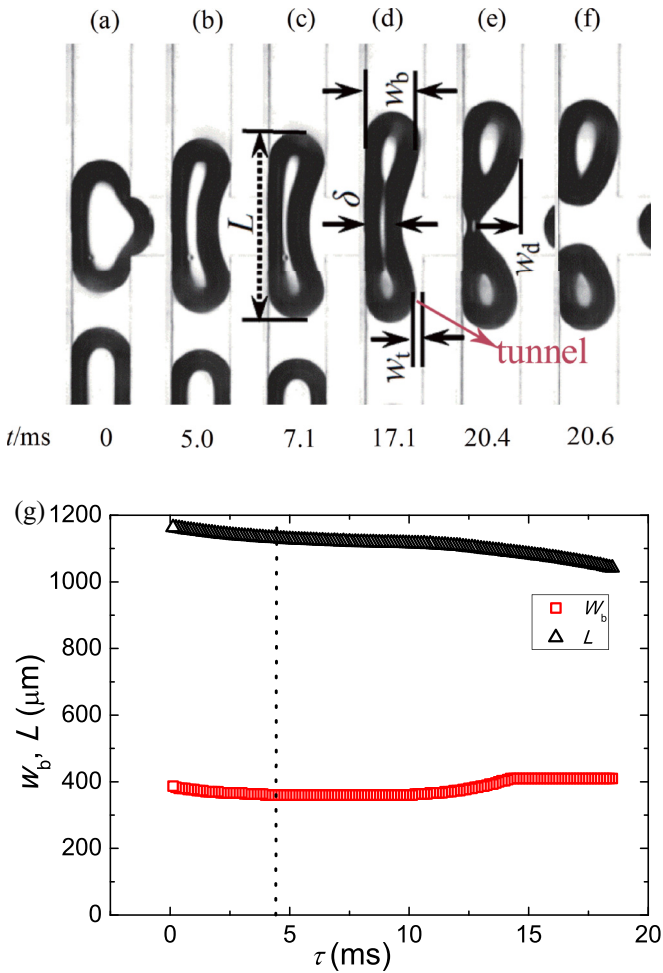 (a) (b) (c) (d) (e) (f)
L
δ
w_b
w_t
w_d
tunnel
t/ms 0 5.0 7.1 17.1 20.4 20.6
(g)
1200
1000
800
600
400
200
0
W_b, L (μm)
W_b
L
0 5 10 15 20
τ (ms)